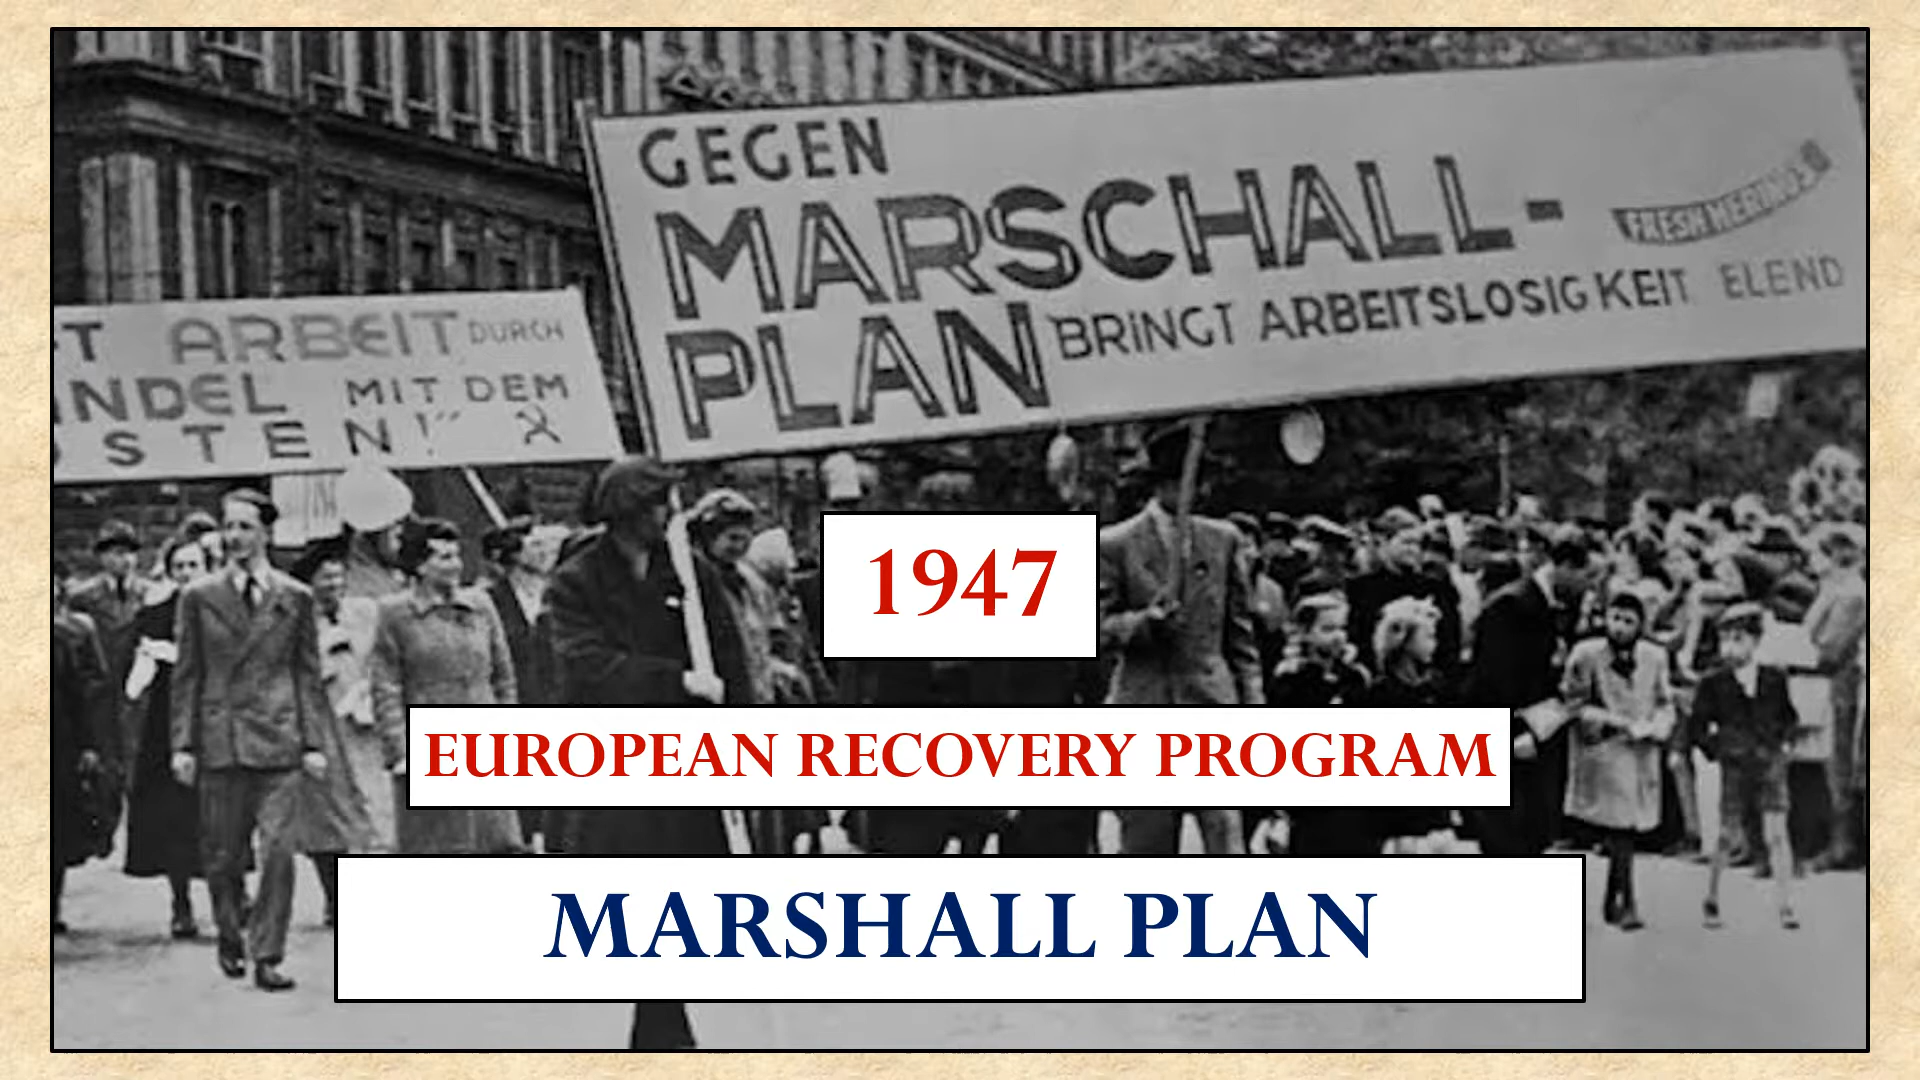 GEGEN
MARSCHALL-
PLAN BRINGT ARBEITSLOSIGKEIT ELEND
T ARBEIT DURCH
NDEL MIT DEM
STEN!"
1947
EUROPEAN RECOVERY PROGRAM
MARSHALL PLAN